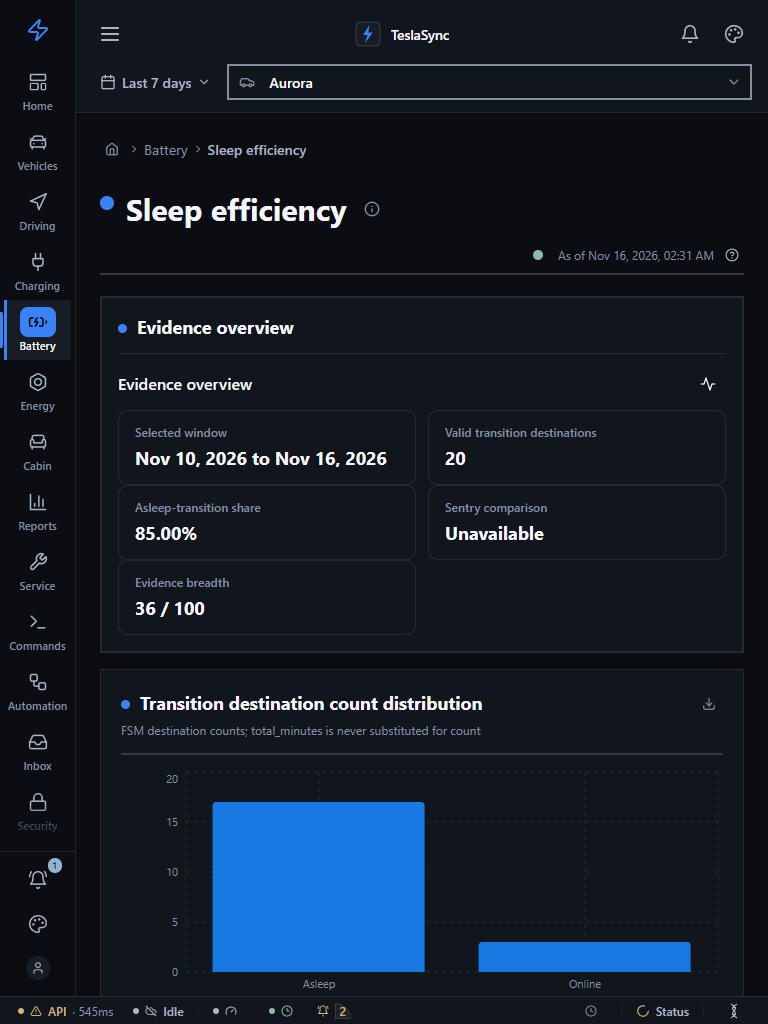 TeslaSync
Last 7 days
Aurora
Home
Vehicles
Driving
Charging
Battery
Energy
Cabin
Reports
Service
Commands
Automation
Inbox
Security
1
Battery
Sleep efficiency
Sleep efficiency
As of Nov 16, 2026, 02:31 AM
Evidence overview
Evidence overview
Selected window
Nov 10, 2026 to Nov 16, 2026
Valid transition destinations
20
Asleep-transition share
85.00%
Sentry comparison
Unavailable
Evidence breadth
36 / 100
Transition destination count distribution
FSM destination counts; total_minutes is never substituted for count
20
15
10
5
0
Asleep
Online
API · 545ms
Idle
2
Status